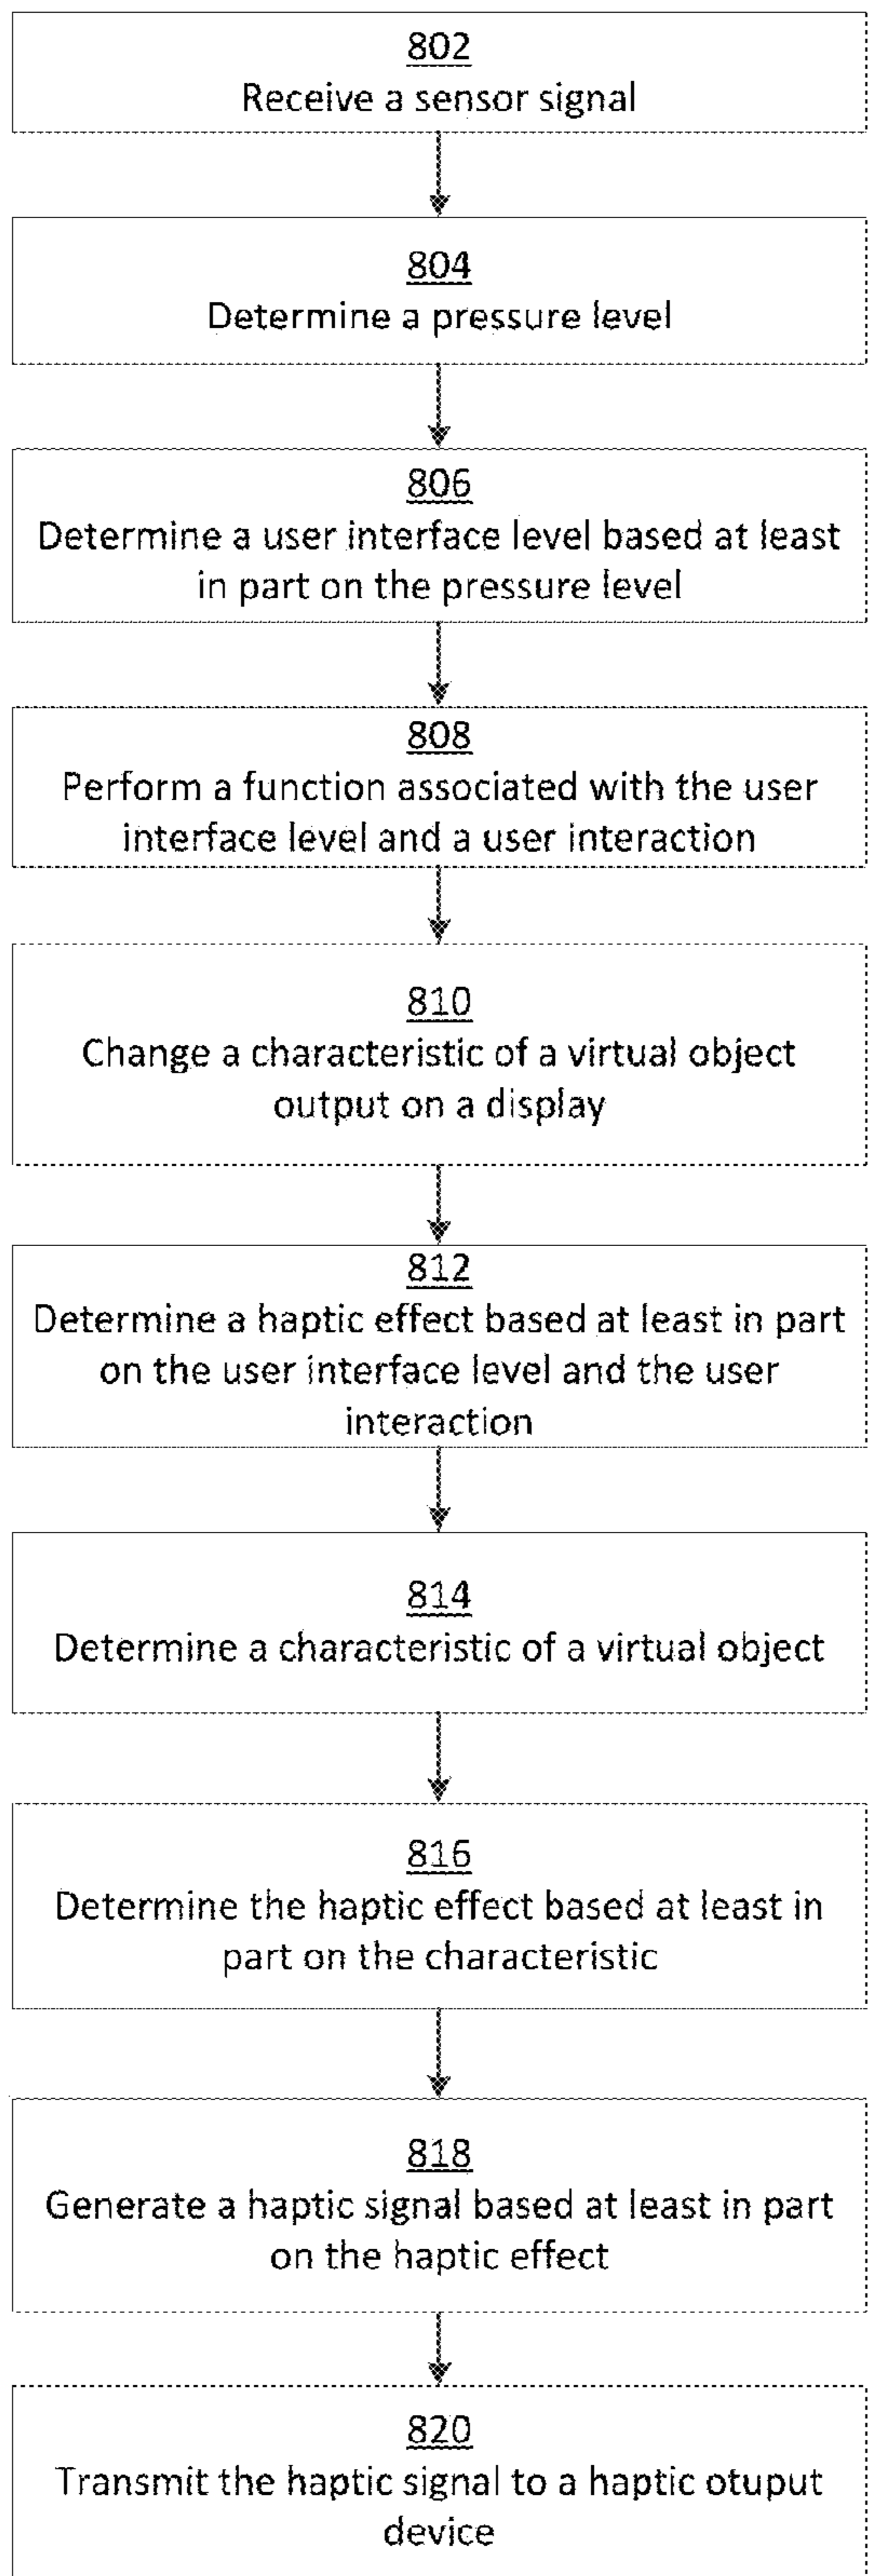 802
Receive a sensor signal
804
Determine a pressure level
806
Determine a user interface level based at least
in part on the pressure level
808
Perform a function associated with the user
interface level and a user interaction
810
Change a characteristic of a virtual object
output on a display
812
Determine a haptic effect based at least in part
on the user interface level and the user
interaction
814
Determine a characteristic of a virtual object
816
Determine the haptic effect based at least in
part on the characteristic
818
Generate a haptic signal based at least in part
on the haptic effect
820
Transmit the haptic signal to a haptic otuput
device